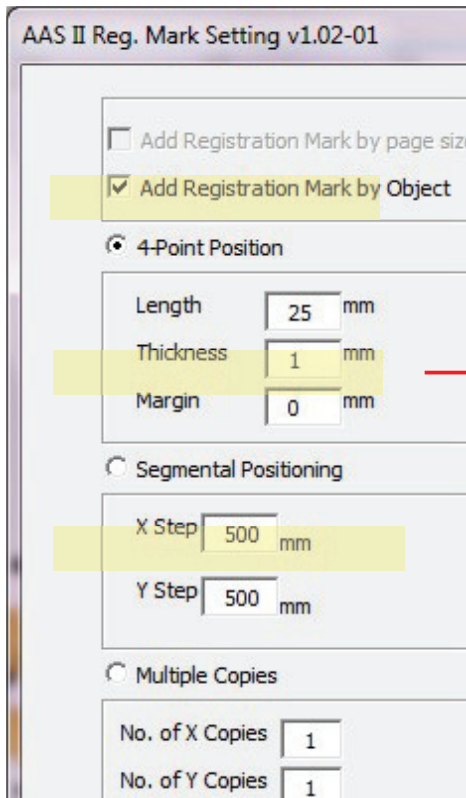 AAS II Reg. Mark Setting v1.02-01
Add Registration Mark by page
Add Registration Mark by Object
4-Point Position
Length 25 mm
Thickness 1 mm
Margin 0 mm
Segmental Positioning
X Step 500 mm
Y Step 500 mm
Multiple Copies
No. of X Copies 1
No. of Y Copies 1